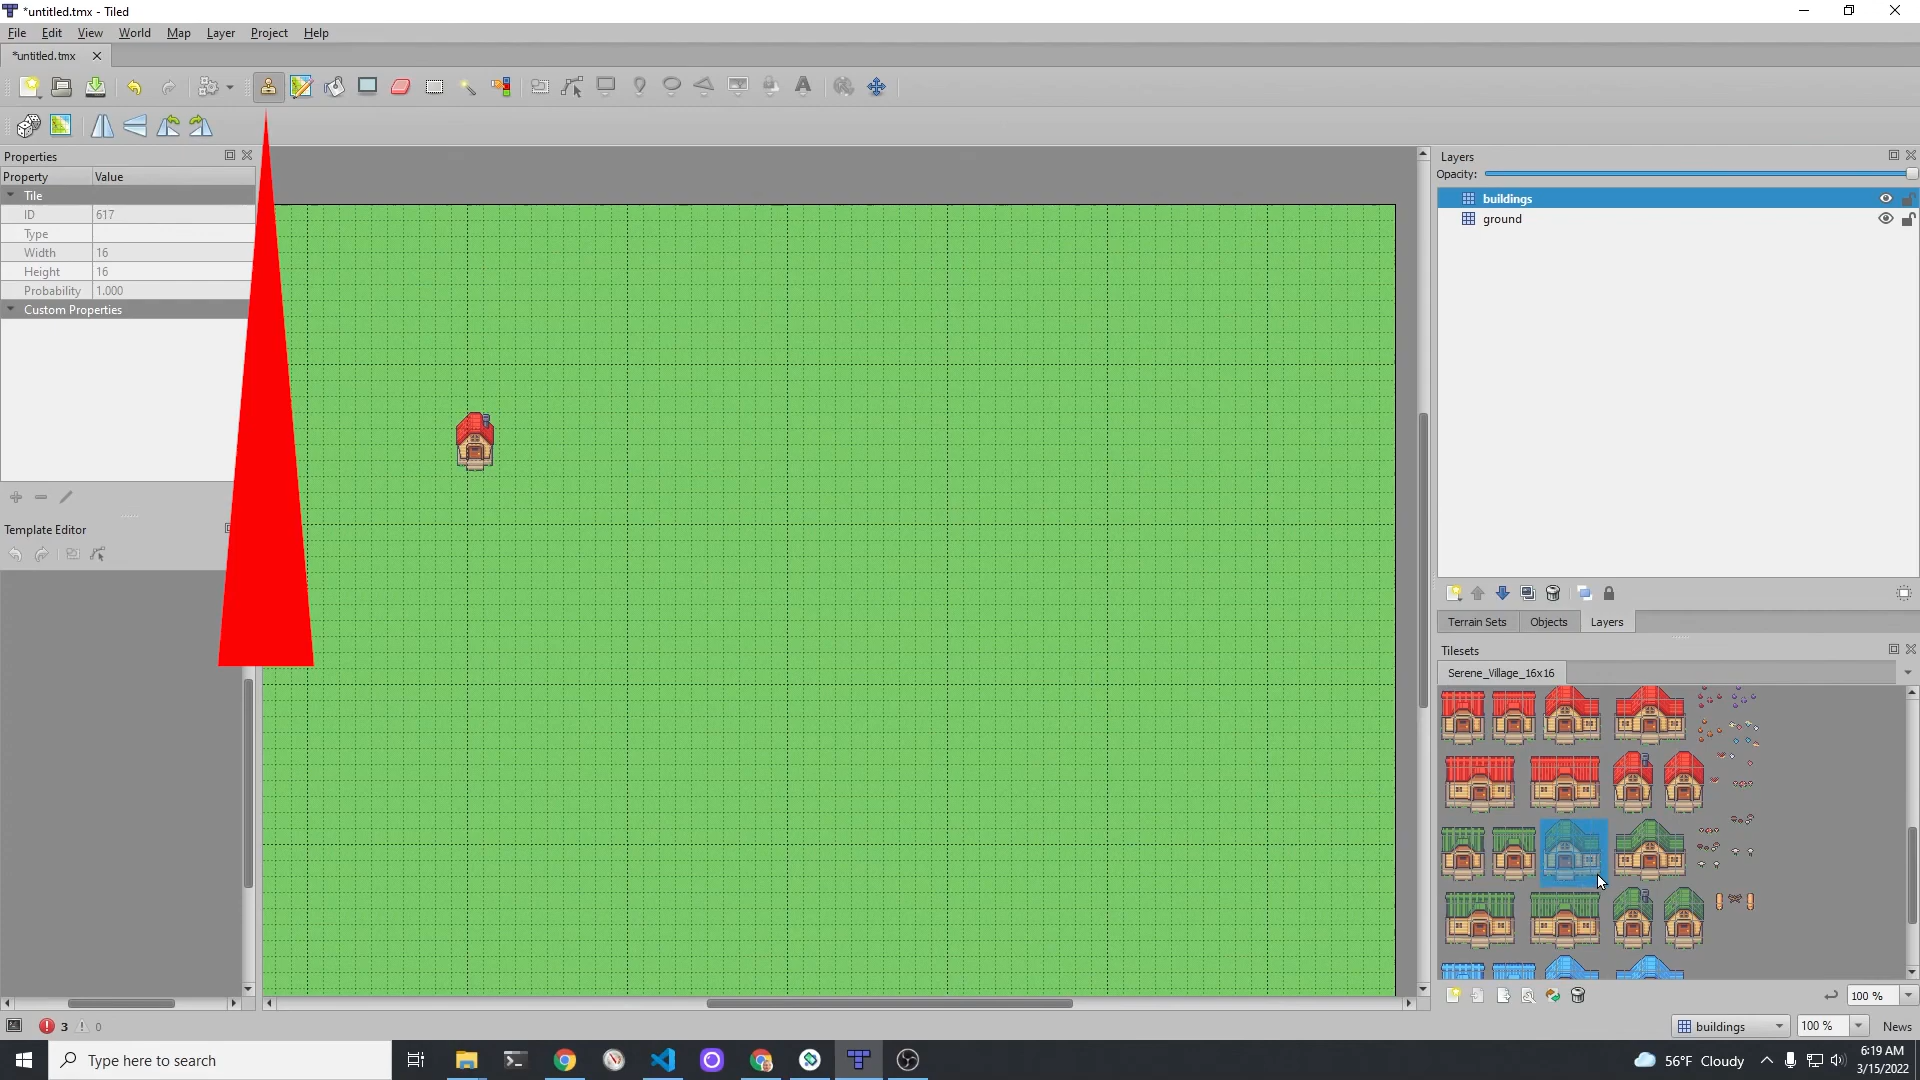 *untitled.tmx - Tiled
File Edit View World Map Layer Project Help
*untitled.tmx
Properties
Property Value
Tile
ID 617
Type
Width 16
Height 16
Probability 1.000
Custom Properties
Template Editor
Layers
Opacity:
buildings
ground
Terrain Sets Objects Layers
Tilesets
Serene_Village_16x16
100 %
3 0
buildings 100 % News
Type here to search
56°F Cloudy
6:19 AM
3/15/2022